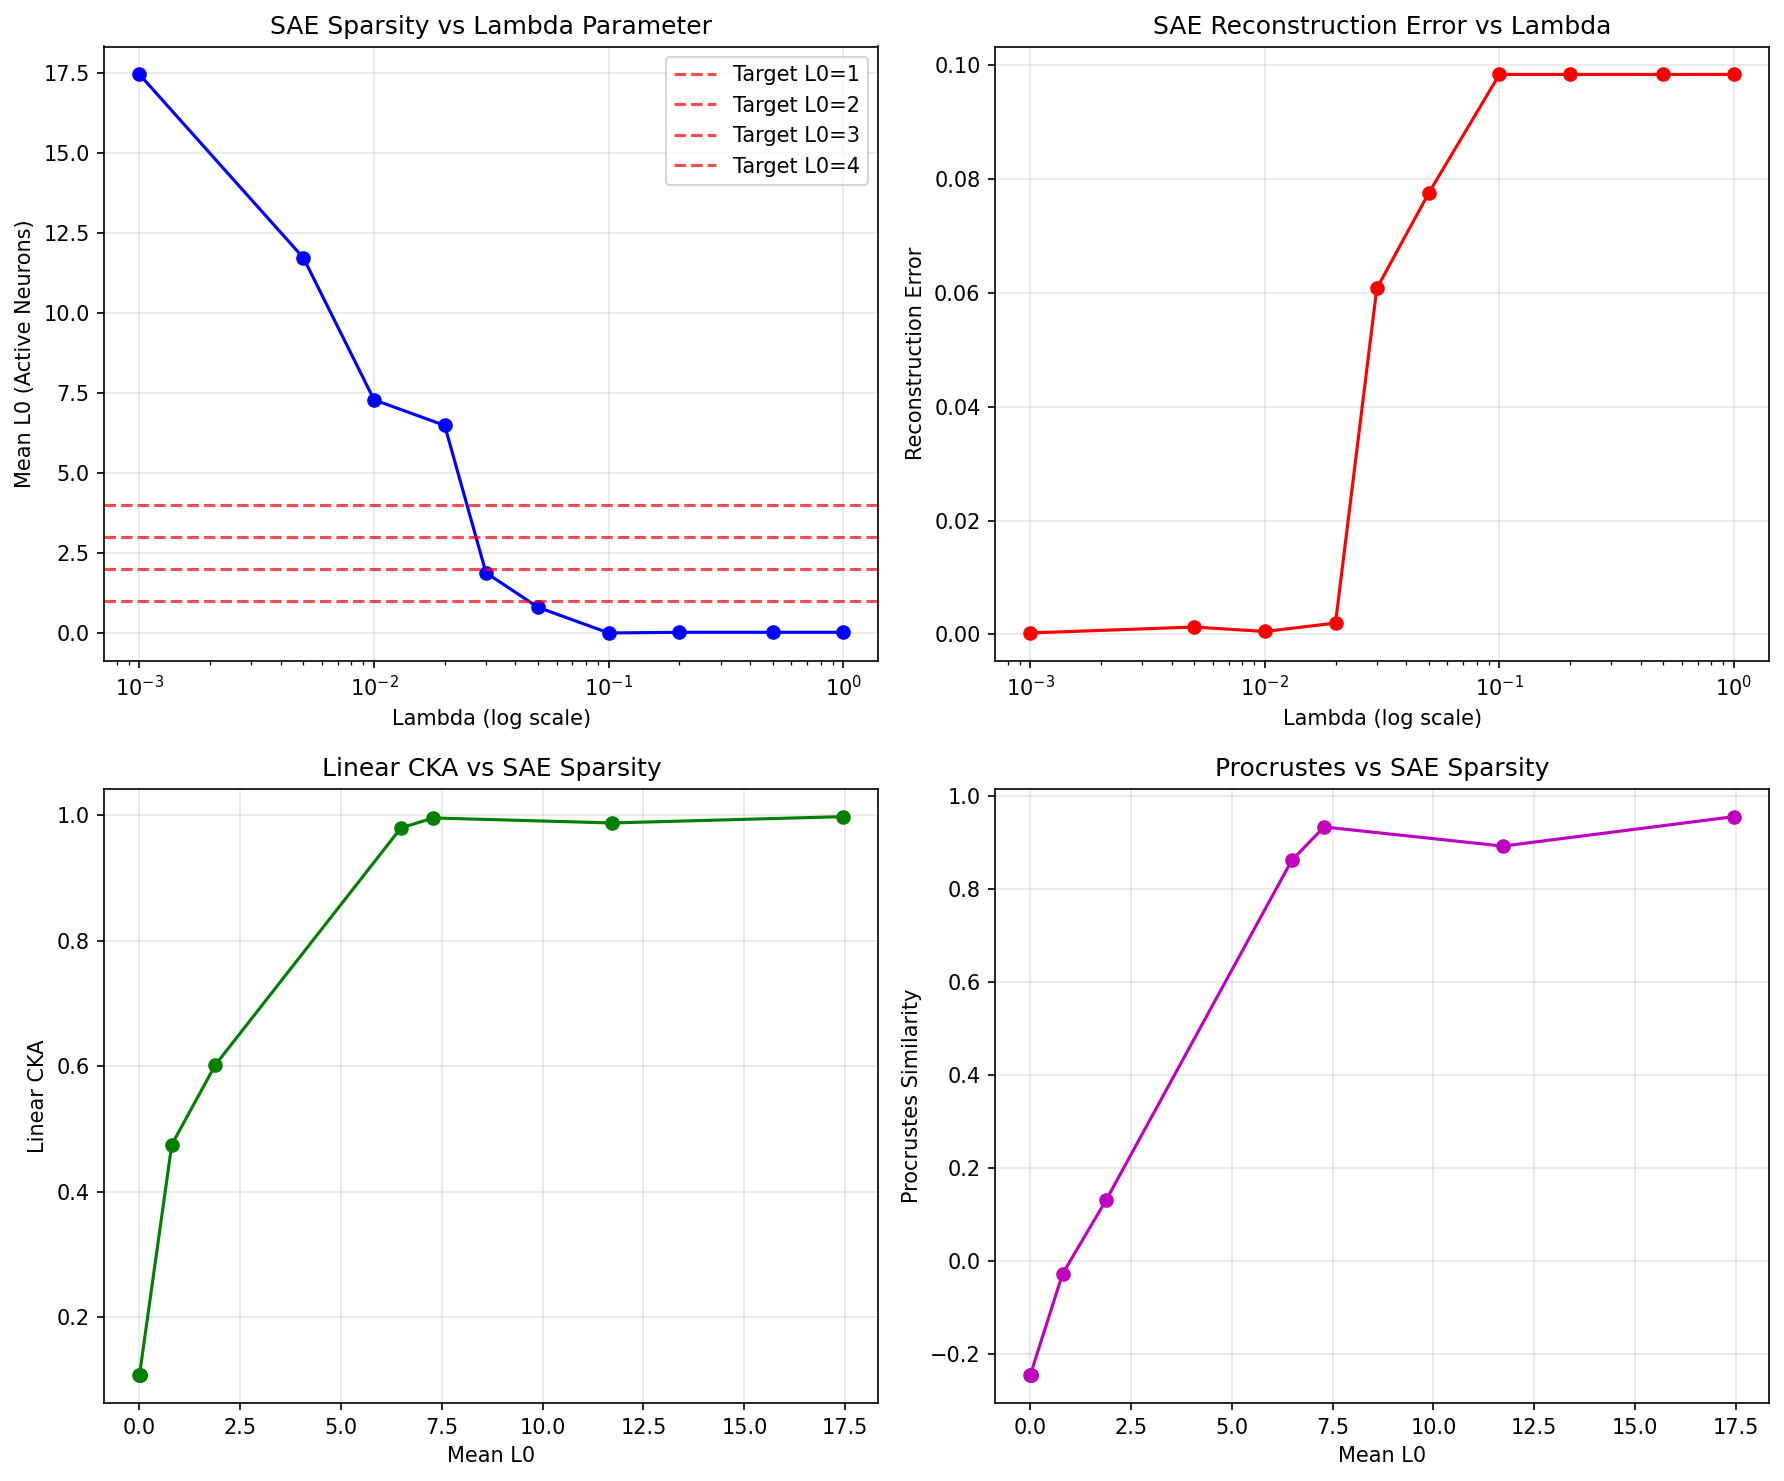 SAE Sparsity vs Lambda Parameter
Mean L0 (Active Neurons)
17.5
15.0
12.5
10.0
7.5
5.0
2.5
0.0
Target L0=1
Target L0=2
Target L0=3
Target L0=4
10⁻³ 10⁻² 10⁻¹ 10⁰
Lambda (log scale)
SAE Reconstruction Error vs Lambda
Reconstruction Error
0.10
0.08
0.06
0.04
0.02
0.00
10⁻³ 10⁻² 10⁻¹ 10⁰
Lambda (log scale)
Linear CKA vs SAE Sparsity
Linear CKA
1.0
0.8
0.6
0.4
0.2
0.0 2.5 5.0 7.5 10.0 12.5 15.0 17.5
Mean L0
Procrustes vs SAE Sparsity
Procrustes Similarity
1.0
0.8
0.6
0.4
0.2
0.0
−0.2
0.0 2.5 5.0 7.5 10.0 12.5 15.0 17.5
Mean L0